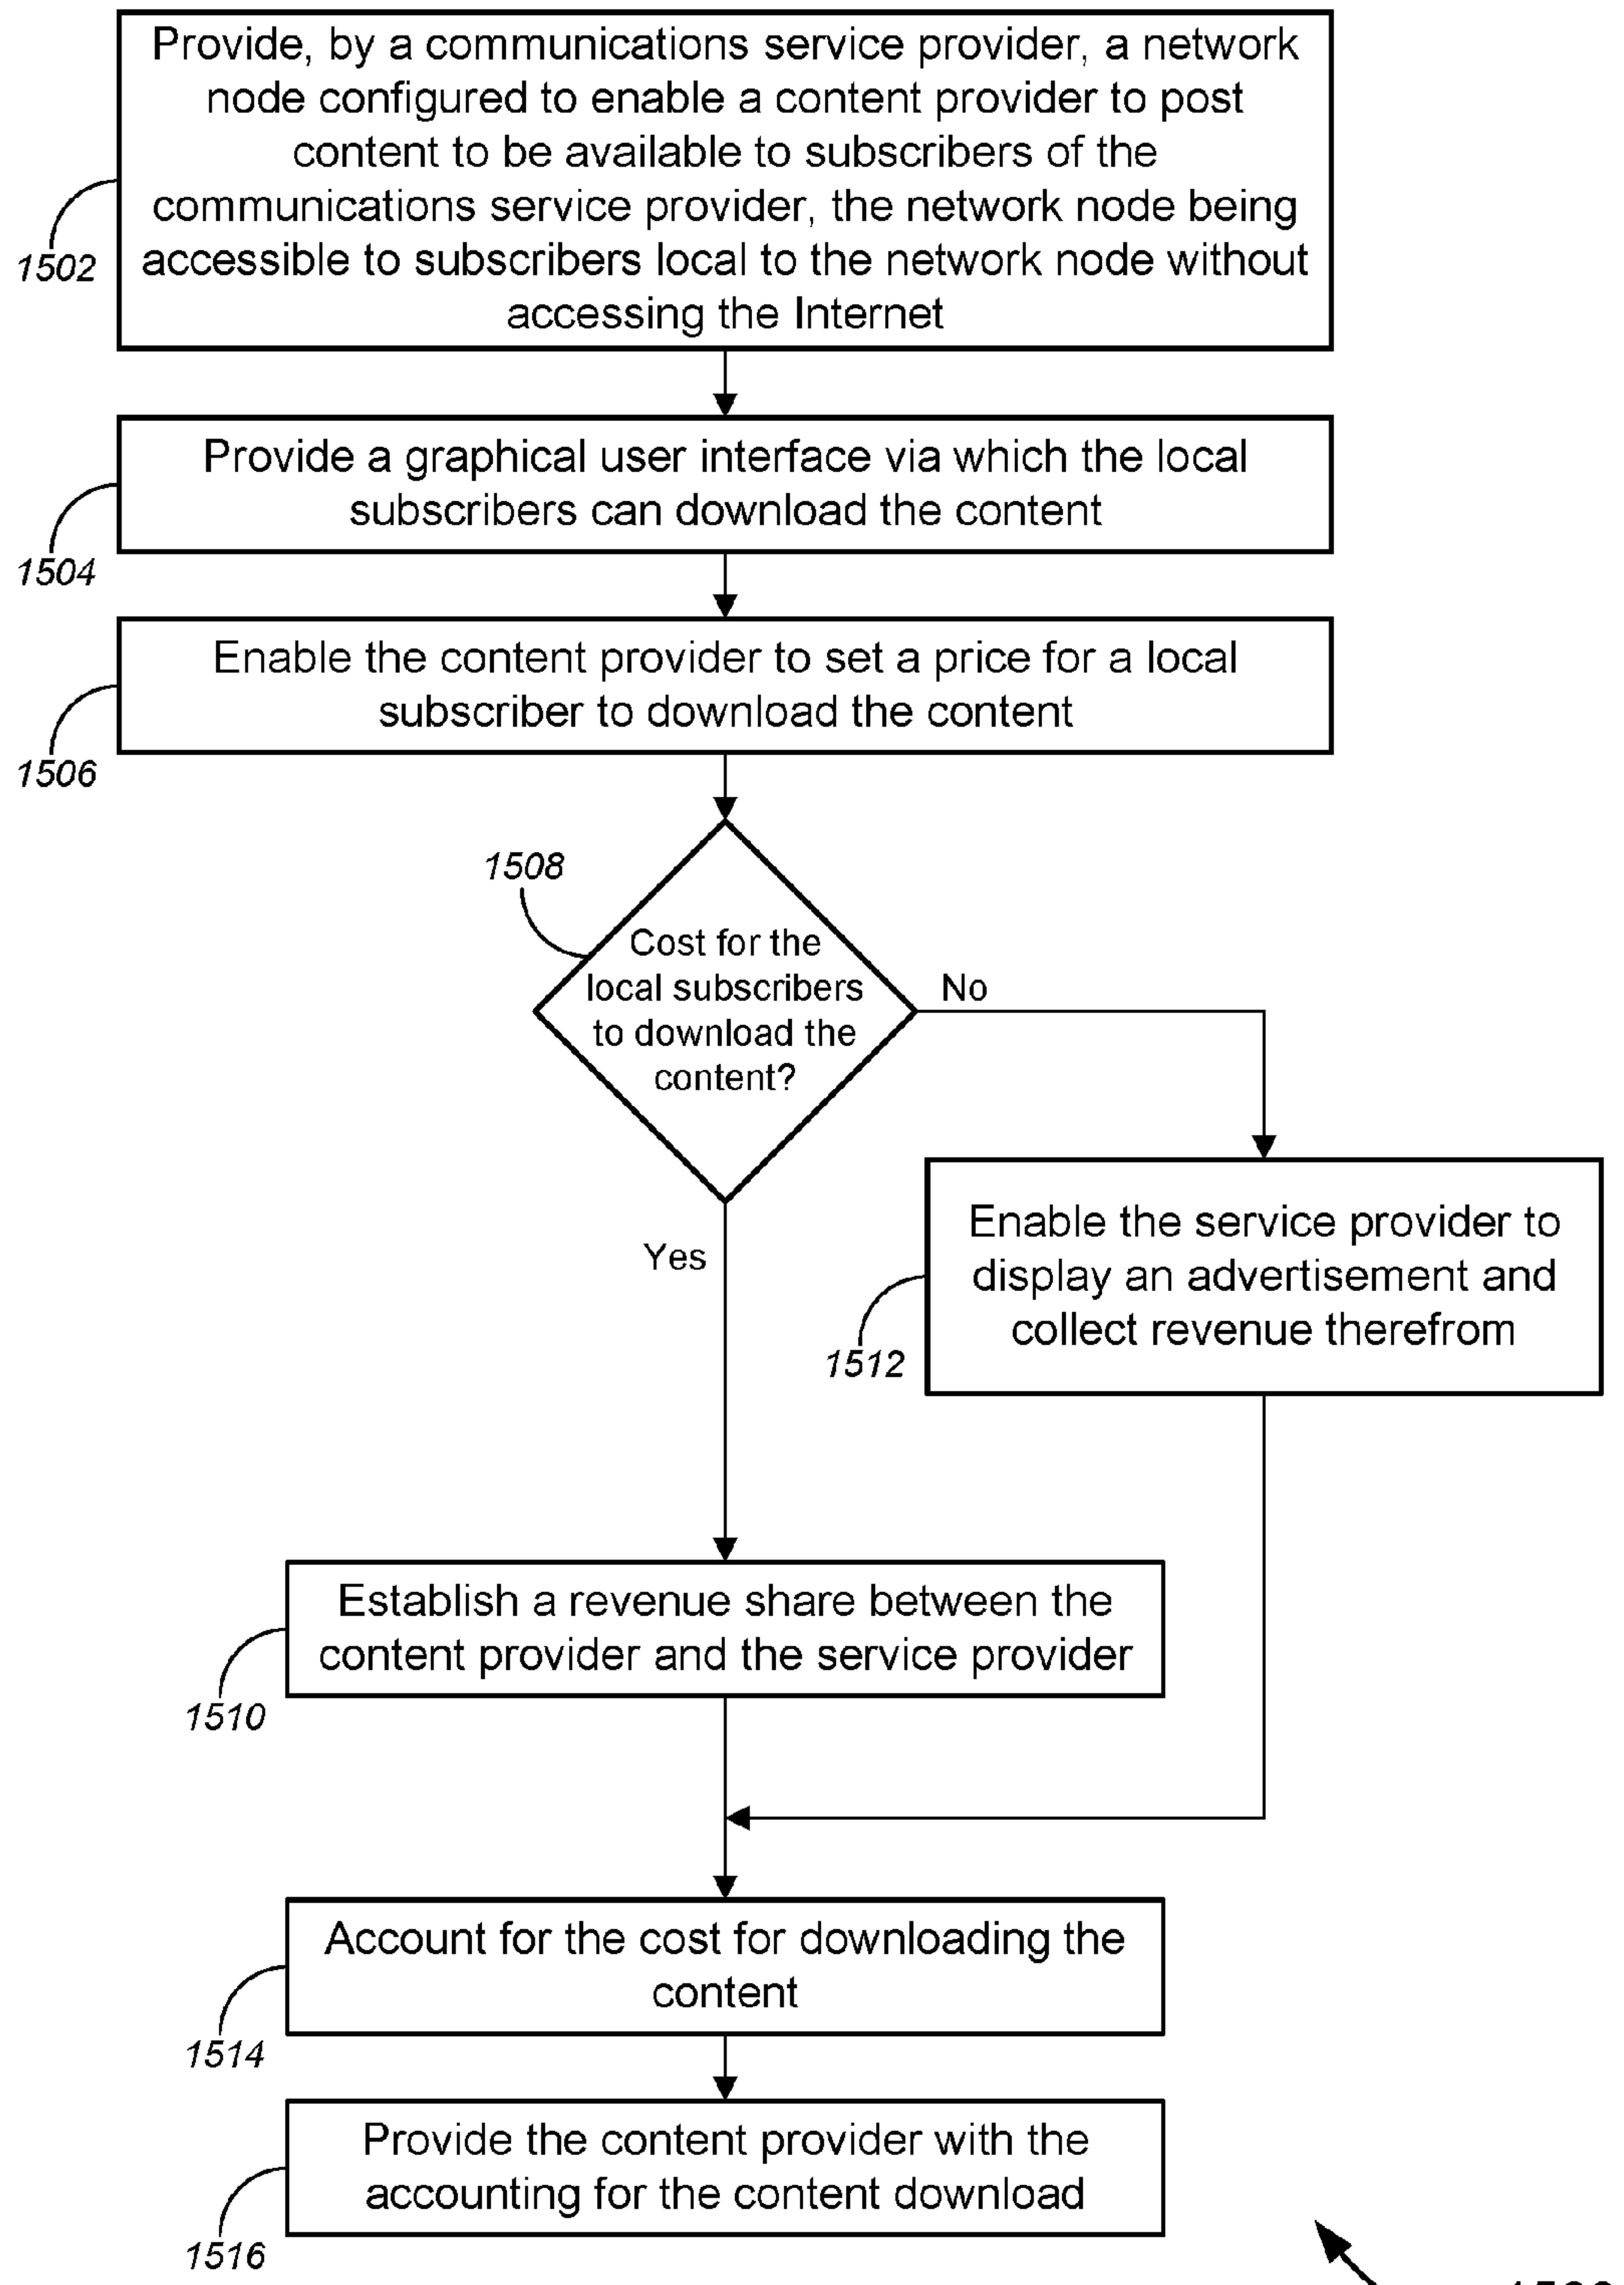 Provide, by a communications service provider, a network
node configured to enable a content provider to post
content to be available to subscribers of the
communications service provider, the network node being
accessible to subscribers local to the network node without
accessing the Internet
1502
Provide a graphical user interface via which the local
subscribers can download the content
1504
Enable the content provider to set a price for a local
subscriber to download the content
1506
1508
Cost for the
local subscribers
to download the
content?
No
Yes
Enable the service provider to
display an advertisement and
collect revenue therefrom
1512
Establish a revenue share between the
content provider and the service provider
1510
Account for the cost for downloading the
content
1514
Provide the content provider with the
accounting for the content download
1516